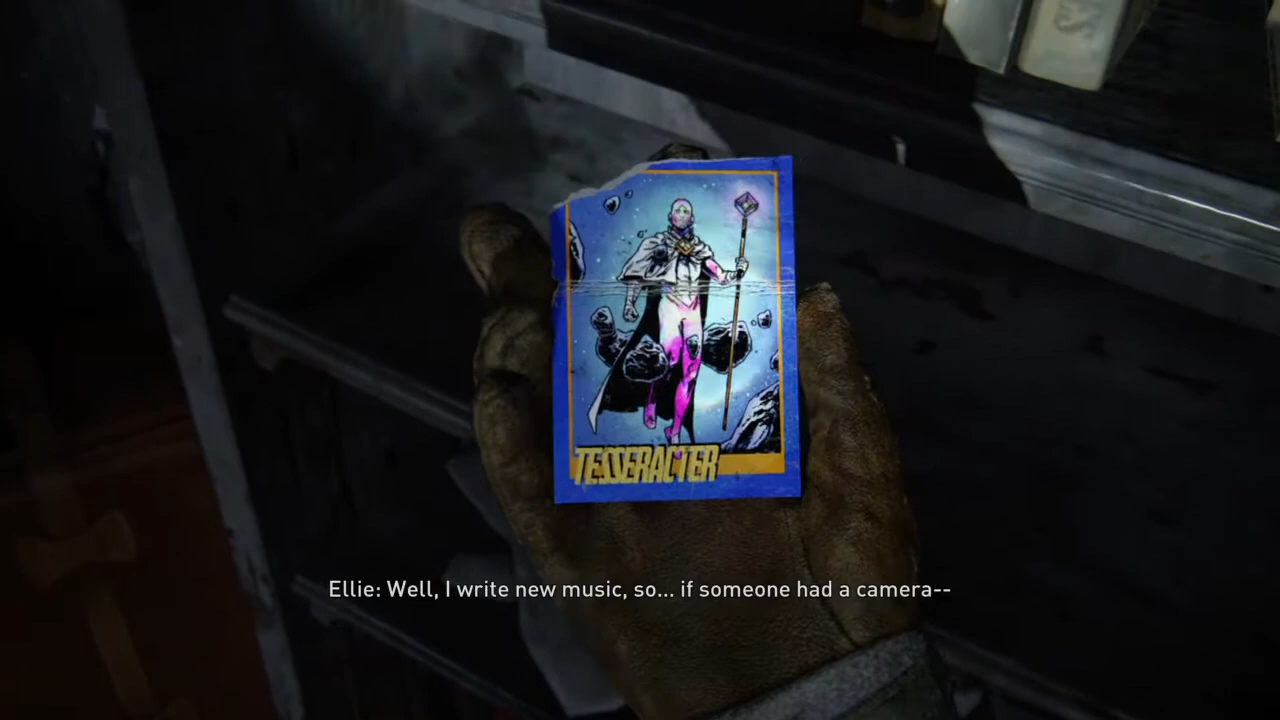 TESSERACTER
Ellie: Well, I write new music, so... if someone had a camera--